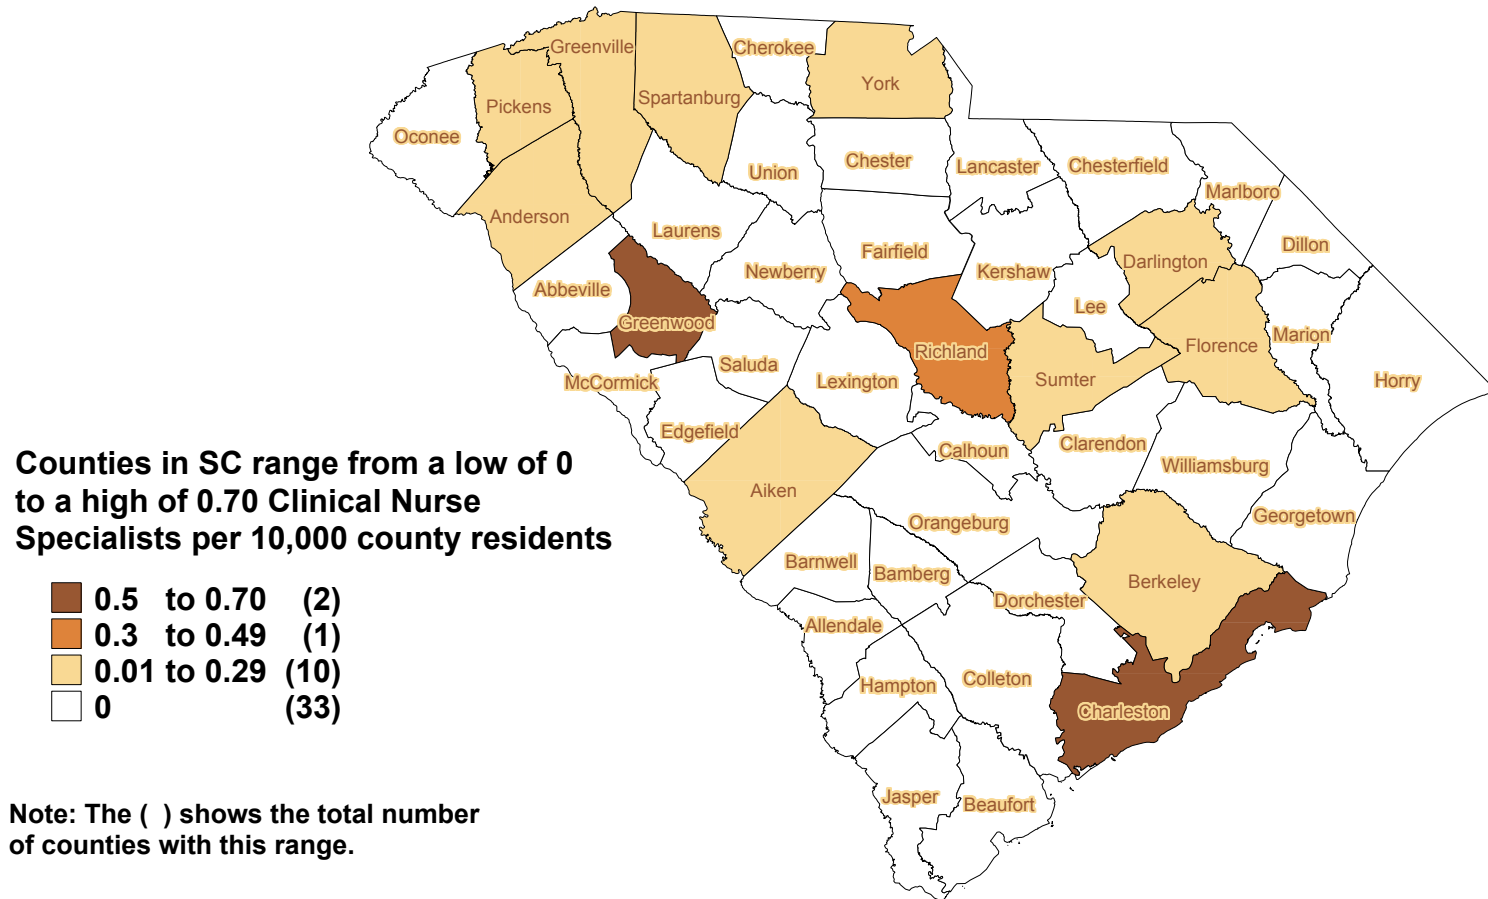 Greenville
Cherokee
York
Pickens
Spartanburg
Oconee
Union
Chester
Lancaster
Chesterfield
Marlboro
Anderson
Laurens
Fairfield
Dillon
Newberry
Kershaw
Darlington
Abbeville
Lee
Greenwood
Marion
Richland
Florence
Saluda
McCormick
Lexington
Sumter
Horry
Edgefield
Calhoun
Clarendon
Williamsburg
Aiken
Orangeburg
Georgetown
Barnwell
Bamberg
Berkeley
Dorchester
Allendale
Hampton
Colleton
Charleston
Jasper
Beaufort
Counties in SC range from a low of 0
to a high of 0.70 Clinical Nurse
Specialists per 10,000 county residents
0.5 to 0.70 (2)
0.3 to 0.49 (1)
0.01 to 0.29 (10)
0 (33)
Note: The ( ) shows the total number
of counties with this range.